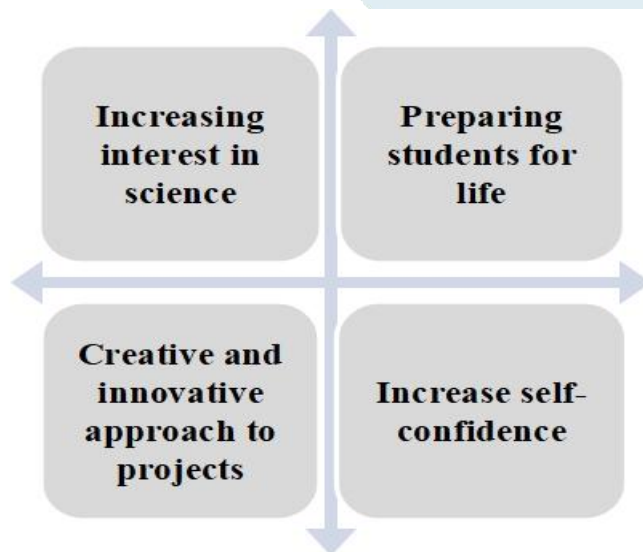 Increasing
interest in
science
Preparing
students for
life
Creative and
innovative
approach to
projects
Increase self-
confidence